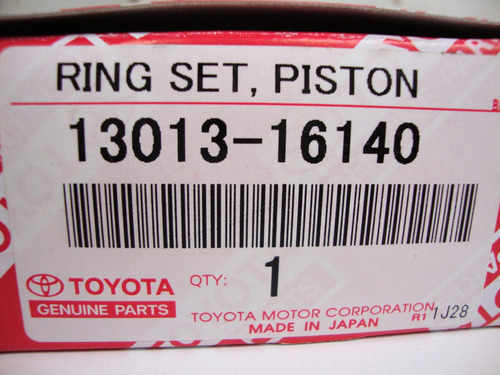 RING SET, PISTON
13013-16140
TOYOTA
GENUINE PARTS
QTY: 1
TOYOTA MOTOR CORPORATION
MADE IN JAPAN
R1 1J28